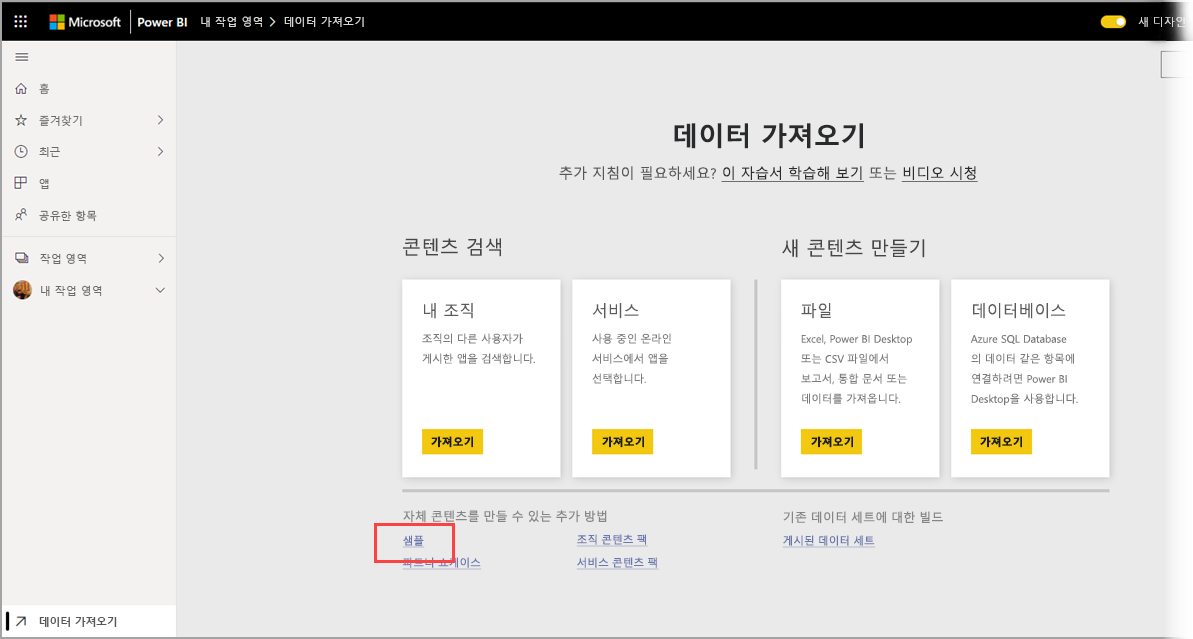 Microsoft Power BI 내 작업 영역 > 데이터 가져오기 새 디자인
홈
즐겨찾기
최근
앱
공유한 항목
작업 영역
내 작업 영역
데이터 가져오기
데이터 가져오기
추가 지침이 필요하세요? 이 자습서 학습해 보기 또는 비디오 시청
콘텐츠 검색
내 조직
조직의 다른 사용자가
게시한 앱을 검색합니다.
가져오기
서비스
사용 중인 온라인
서비스에서 앱을
선택합니다.
가져오기
새 콘텐츠 만들기
파일
Excel, Power BI Desktop
또는 CSV 파일에서
보고서, 통합 문서 또는
데이터를 가져옵니다.
가져오기
데이터베이스
Azure SQL Database
의 데이터 같은 항목에
연결하려면 Power BI
Desktop을 사용합니다.
가져오기
자체 콘텐츠를 만들 수 있는 추가 방법
샘플
파트너 쇼케이스
조직 콘텐츠 팩
서비스 콘텐츠 팩
기존 데이터 세트에 대한 빌드
게시된 데이터 세트